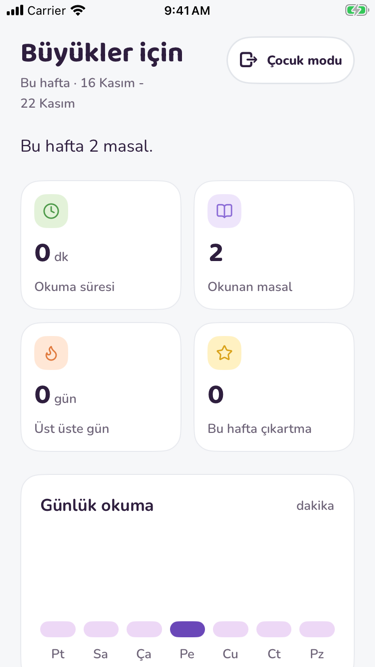 Carrier 9:41 AM
Büyükler için
Çocuk modu
Bu hafta · 16 Kasım -
22 Kasım
Bu hafta 2 masal.
0 dk
Okuma süresi
2
Okunan masal
0 gün
Üst üste gün
0
Bu hafta çıkartma
Günlük okuma
dakika
Pt Sa Ça Pe Cu Ct Pz